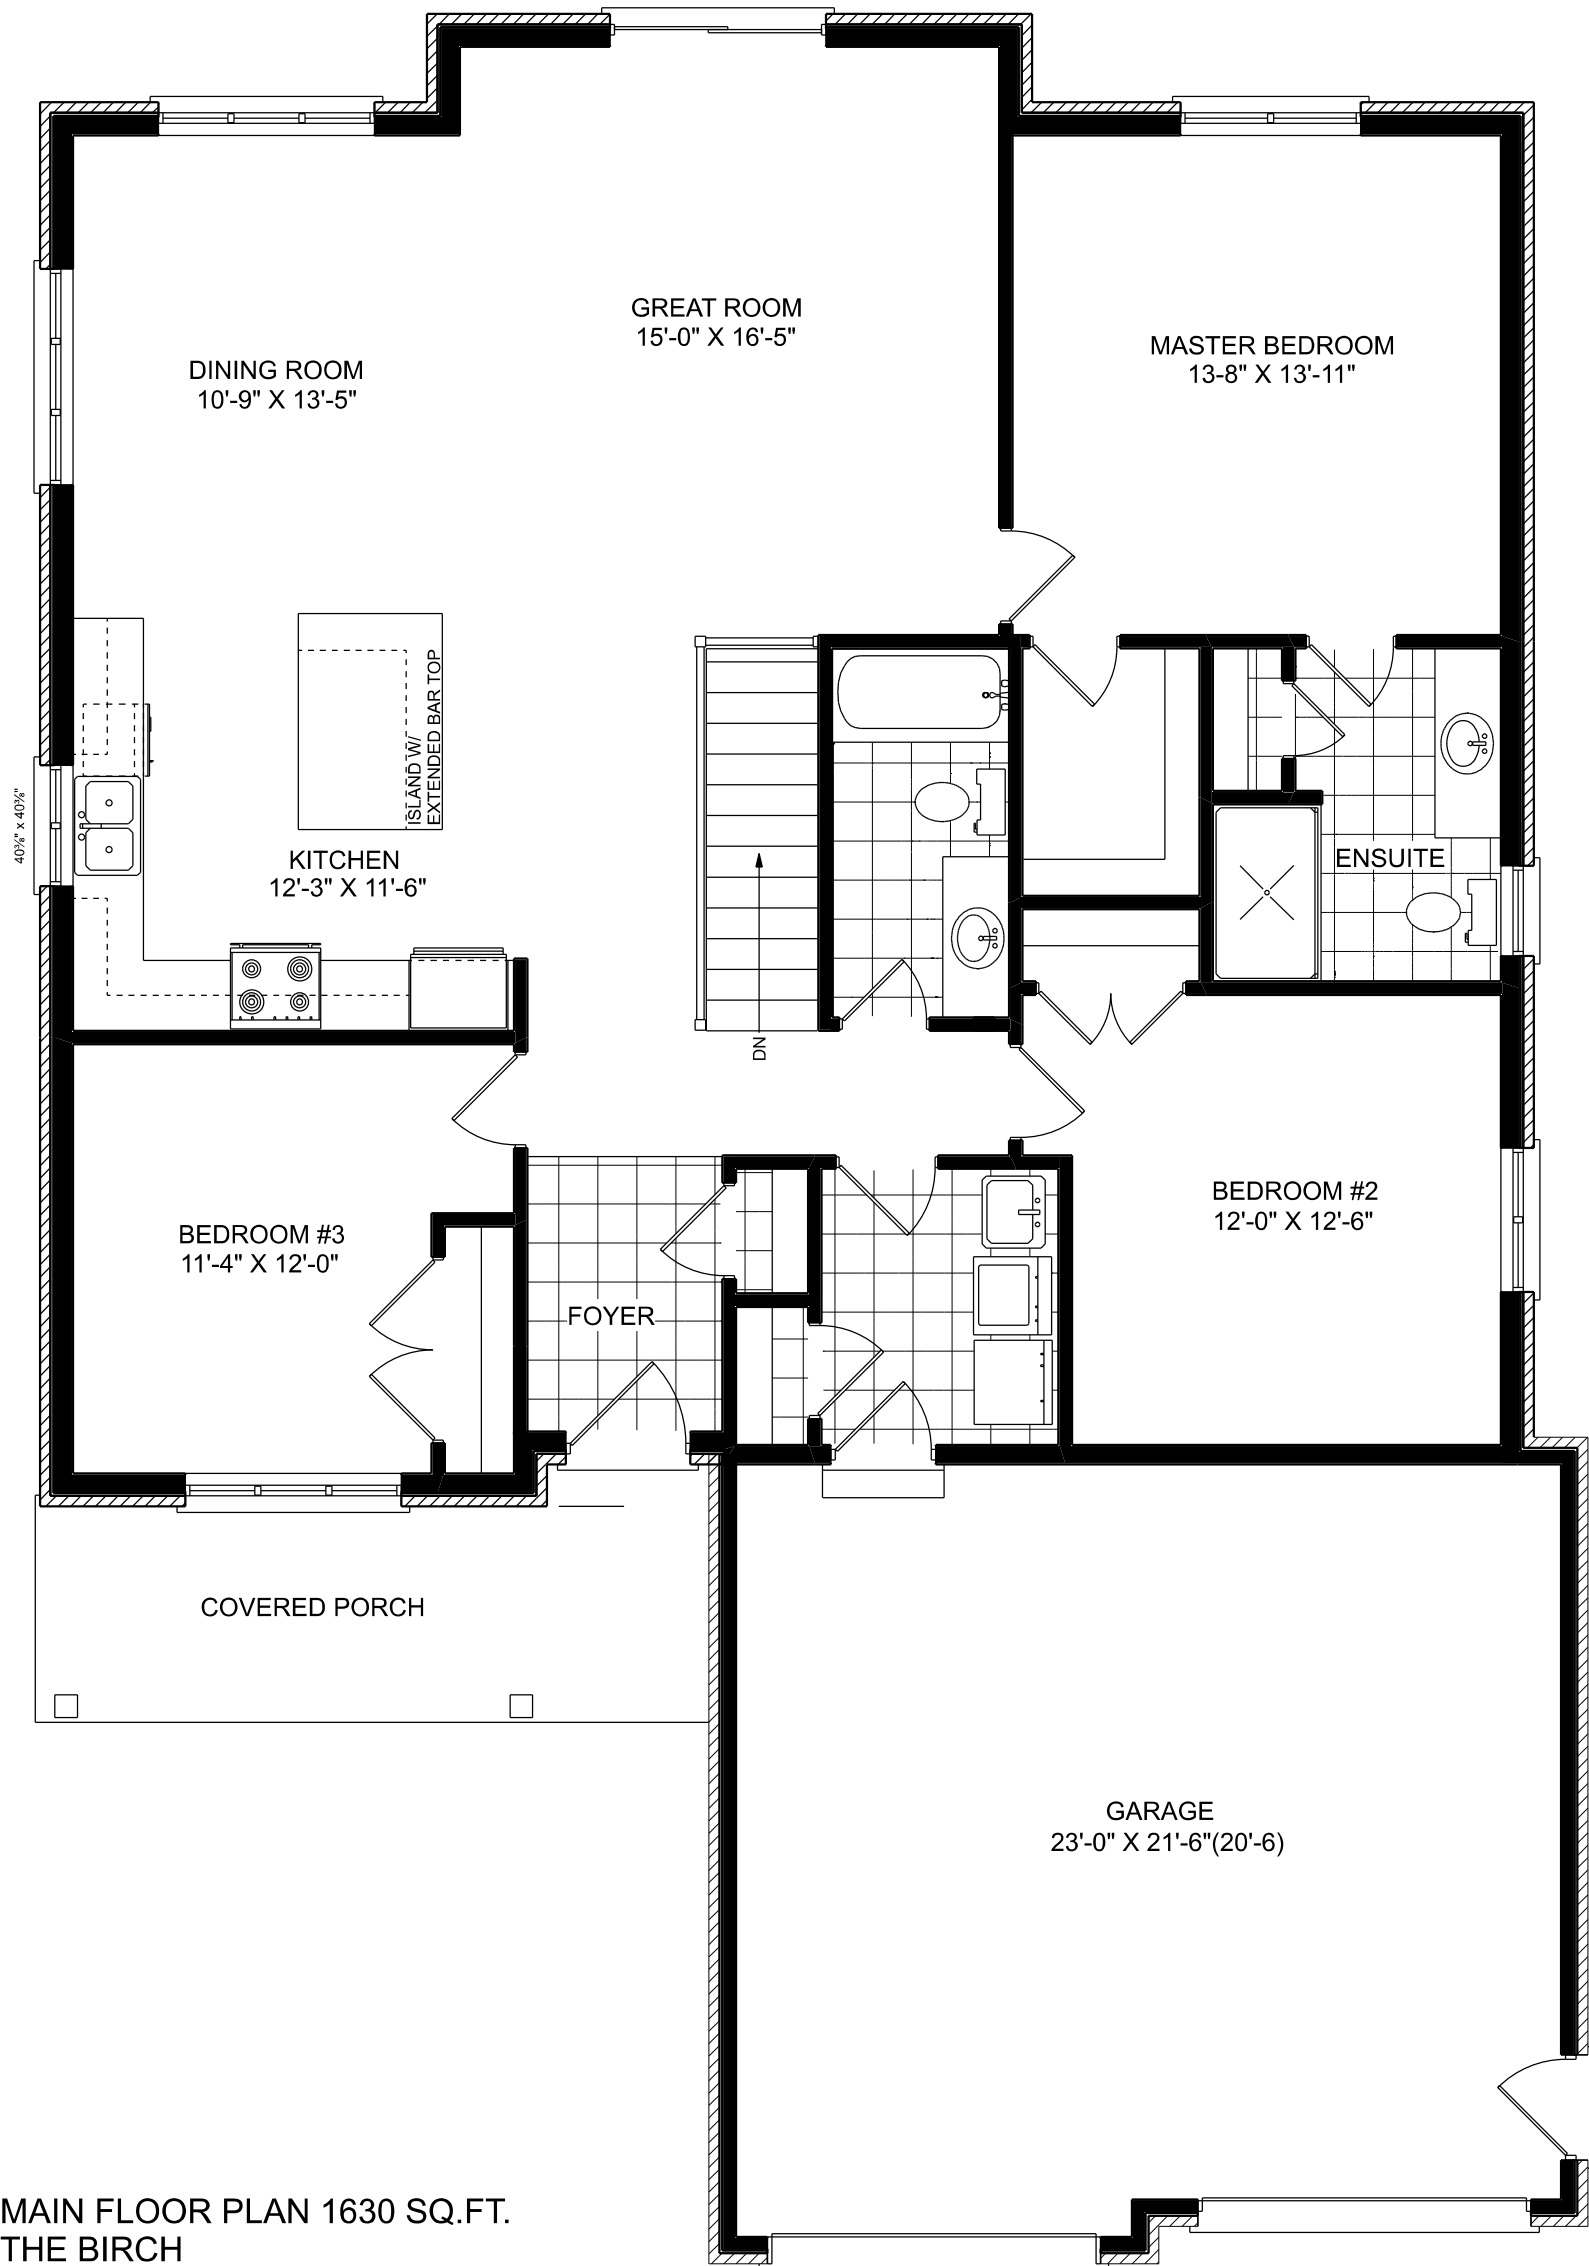 GREAT ROOM
15'-0" X 16'-5"
MASTER BEDROOM
13-8" X 13'-11"
DINING ROOM
10'-9" X 13'-5"
ISLAND W/
EXTENDED BAR TOP
40⅜" x 40⅜"
KITCHEN
12'-3" X 11'-6"
ENSUITE
DN
BEDROOM #2
12'-0" X 12'-6"
BEDROOM #3
11'-4" X 12'-0"
FOYER
COVERED PORCH
GARAGE
23'-0" X 21'-6"(20'-6)
MAIN FLOOR PLAN 1630 SQ.FT.
THE BIRCH